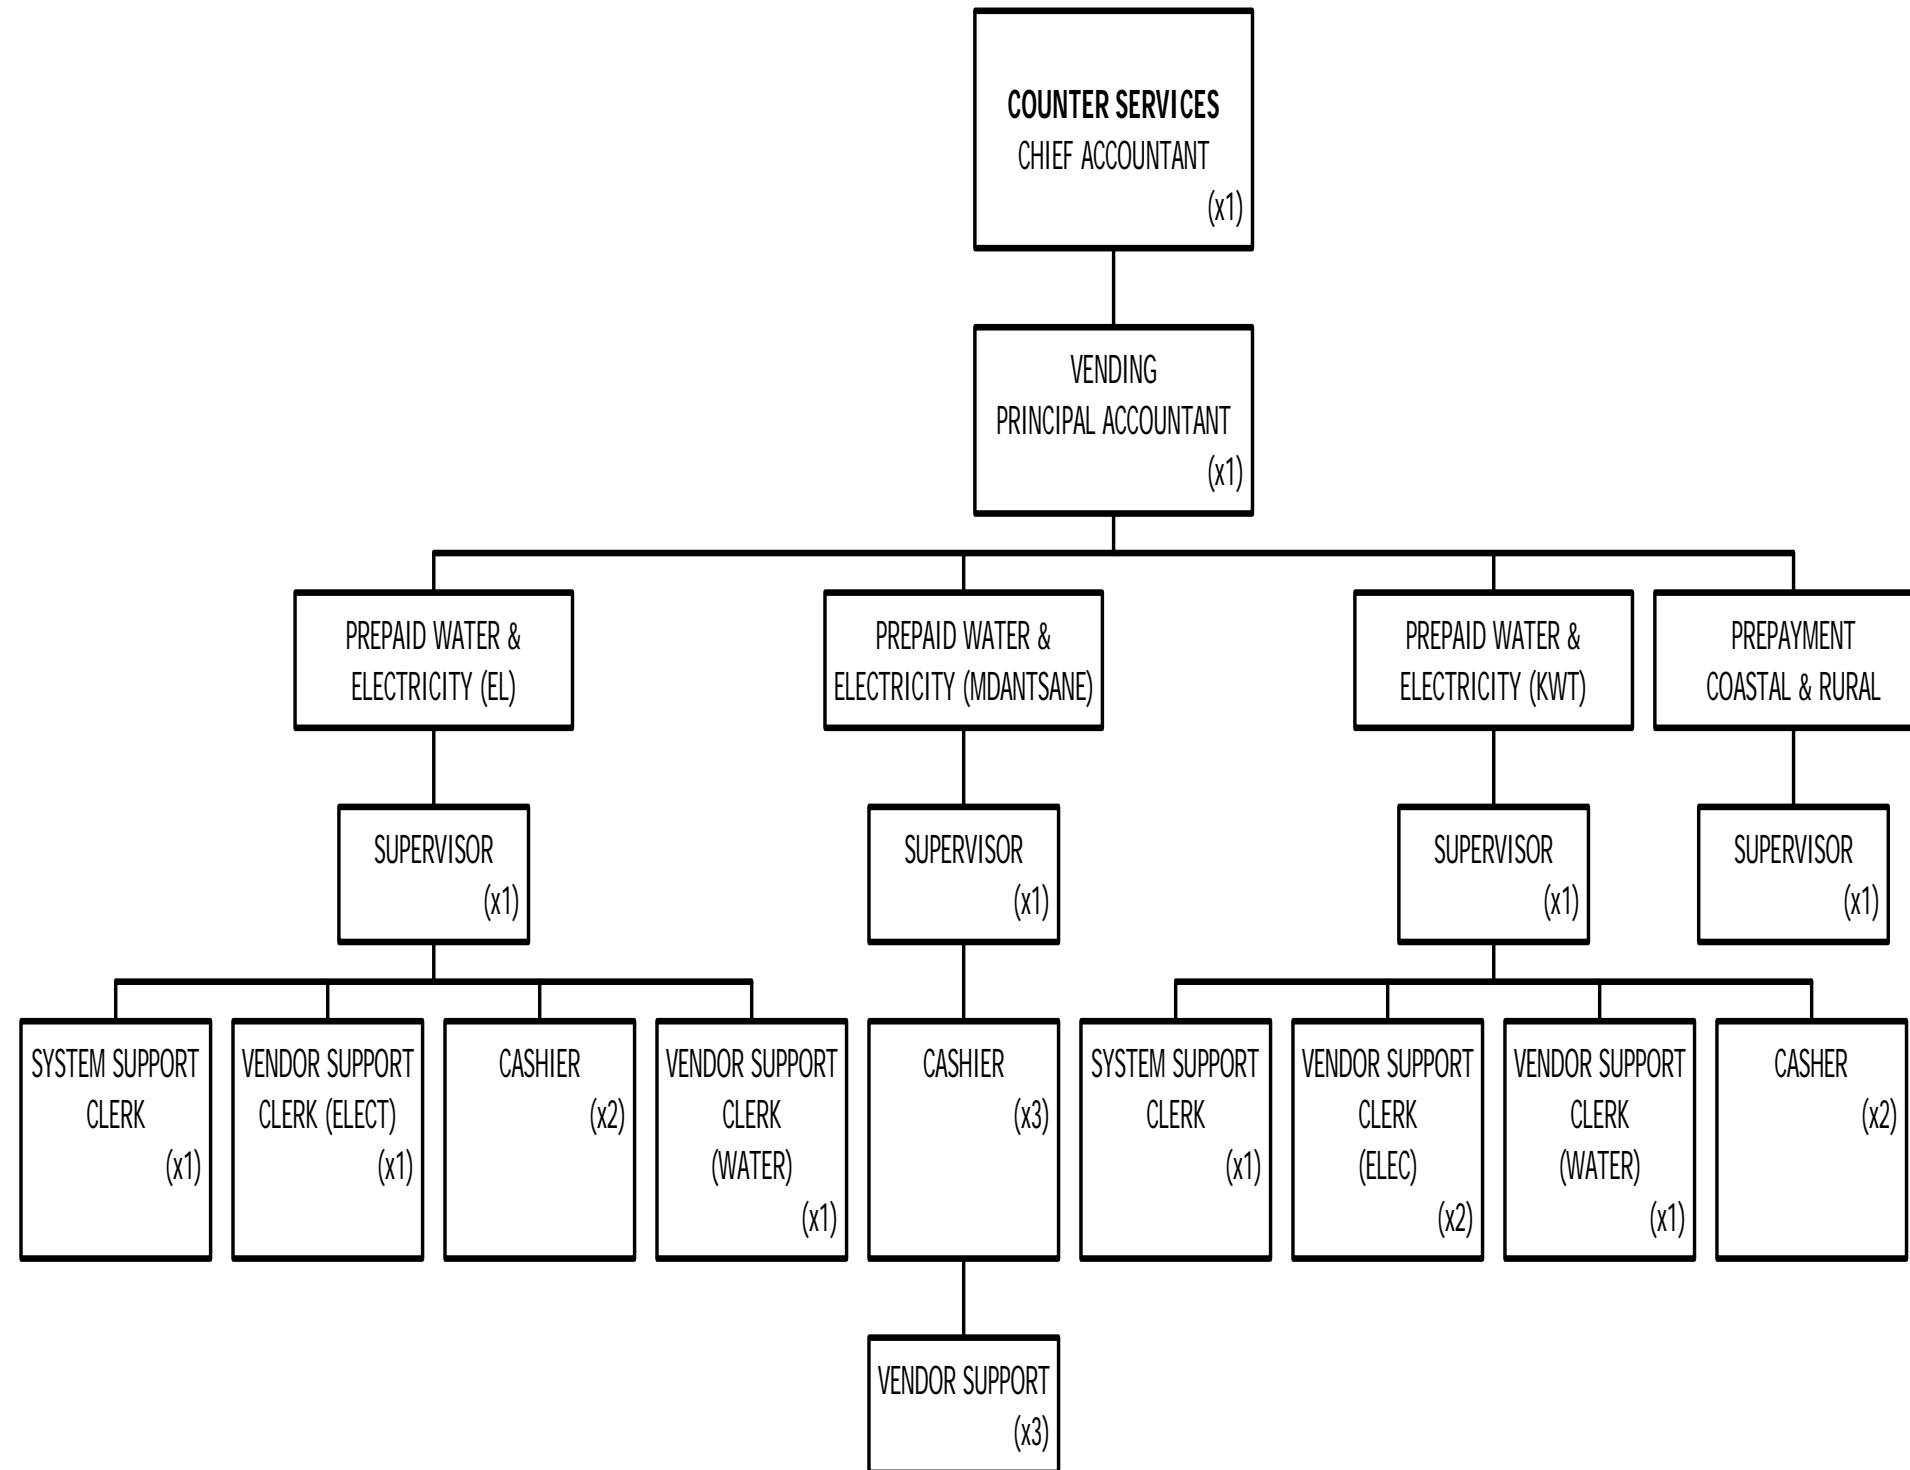 COUNTER SERVICES
CHIEF ACCOUNTANT
(x1)
VENDING
PRINCIPAL ACCOUNTANT
(x1)
PREPAID WATER &
ELECTRICITY (EL)
PREPAID WATER &
ELECTRICITY (MDANTSANE)
PREPAID WATER &
ELECTRICITY (KWT)
PREPAYMENT
COASTAL & RURAL
SUPERVISOR
(x1)
SUPERVISOR
(x1)
SUPERVISOR
(x1)
SUPERVISOR
(x1)
SYSTEM SUPPORT
CLERK
(x1)
VENDOR SUPPORT
CLERK (ELECT)
(x1)
CASHIER
(x2)
VENDOR SUPPORT
CLERK
(WATER)
(x1)
CASHIER
(x3)
SYSTEM SUPPORT
CLERK
(x1)
VENDOR SUPPORT
CLERK
(ELEC)
(x2)
VENDOR SUPPORT
CLERK
(WATER)
(x1)
CASHER
(x2)
VENDOR SUPPORT
(x3)